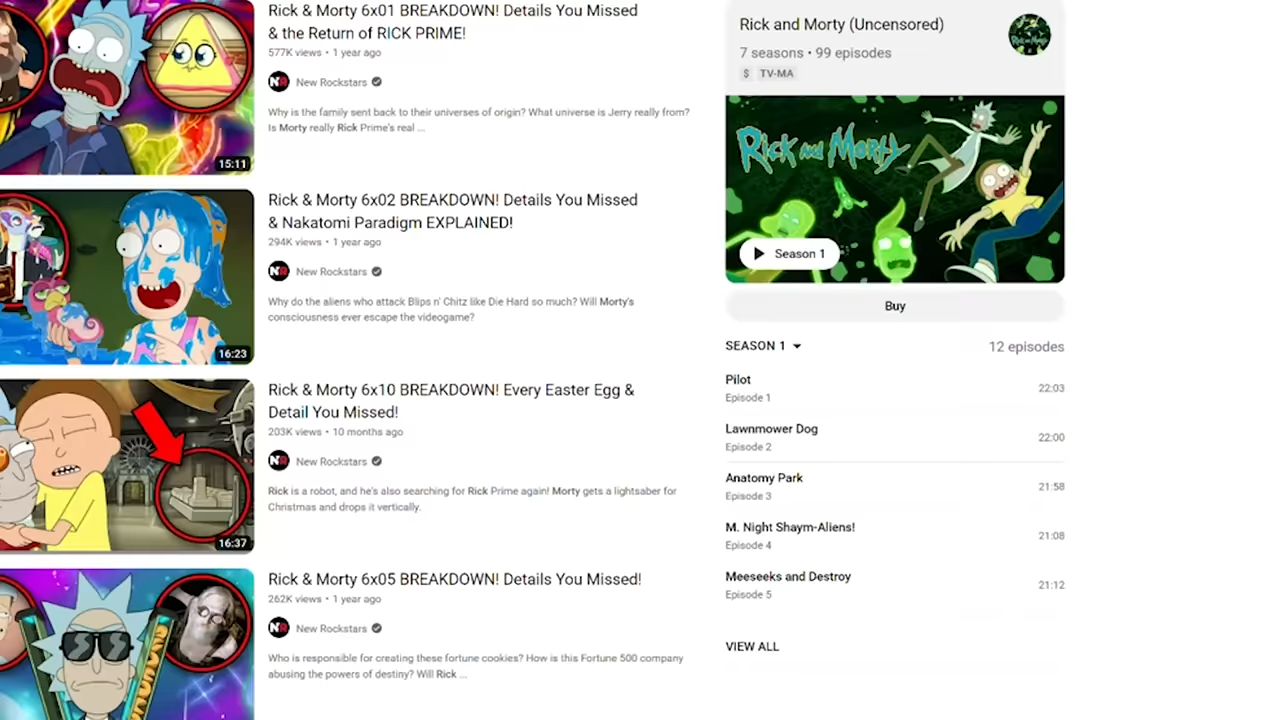 Rick & Morty 6x01 BREAKDOWN! Details You Missed
& the Return of RICK PRIME!
577K views • 1 year ago
New Rockstars
Why is the family sent back to their universes of origin? What universe is Jerry really from?
Is Morty really Rick Prime's real ...
15:11
Rick & Morty 6x02 BREAKDOWN! Details You Missed
& Nakatomi Paradigm EXPLAINED!
294K views • 1 year ago
New Rockstars
Why do the aliens who attack Blips n' Chitz like Die Hard so much? Will Morty's
consciousness ever escape the videogame?
16:23
Rick & Morty 6x10 BREAKDOWN! Every Easter Egg &
Detail You Missed!
203K views • 10 months ago
New Rockstars
Rick is a robot, and he's also searching for Rick Prime again! Morty gets a lightsaber for
Christmas and drops it vertically.
16:37
Rick & Morty 6x05 BREAKDOWN! Details You Missed!
262K views • 1 year ago
New Rockstars
Who is responsible for creating these fortune cookies? How is this Fortune 500 company
abusing the powers of destiny? Will Rick ...
Rick and Morty (Uncensored)
7 seasons • 99 episodes
$ TV-MA
Rick and Morty
Rick and Morty
Season 1
Buy
SEASON 1
12 episodes
Pilot
22:03
Episode 1
Lawnmower Dog
22:00
Episode 2
Anatomy Park
21:58
Episode 3
M. Night Shaym-Aliens!
21:08
Episode 4
Meeseeks and Destroy
21:12
Episode 5
VIEW ALL